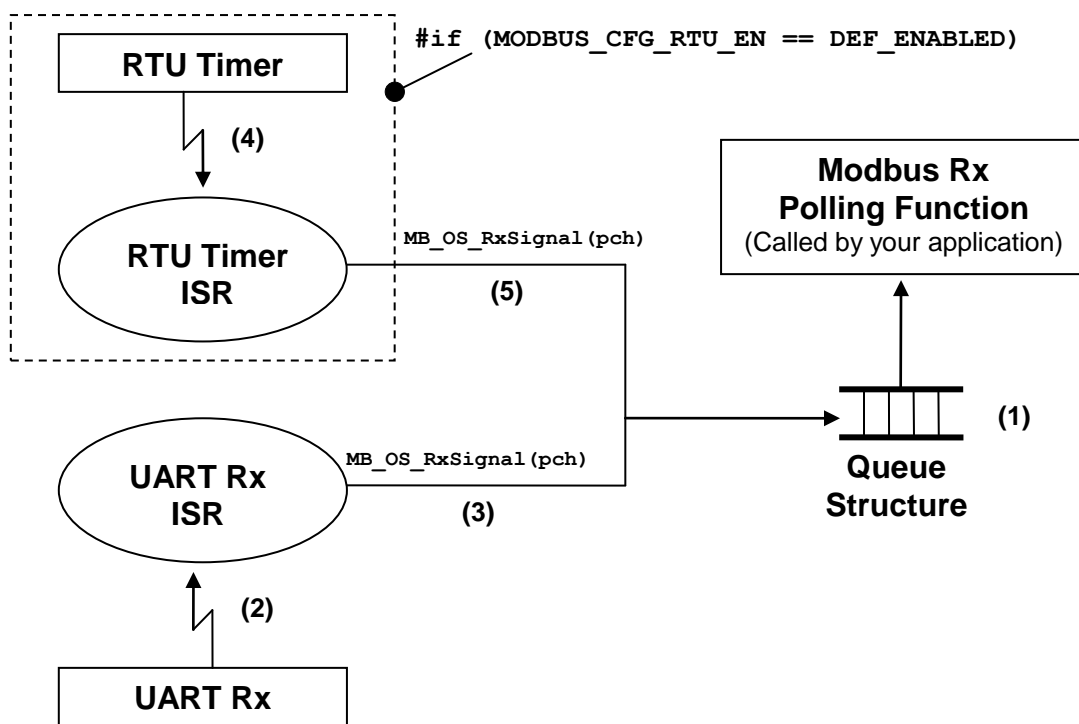 #if (MODBUS_CFG_RTU_EN == DEF_ENABLED)
RTU Timer
(4)
RTU Timer
ISR
MB_OS_RxSignal(pch)
(5)
Modbus Rx
Polling Function
(Called by your application)
(1)
Queue
Structure
UART Rx
ISR
MB_OS_RxSignal(pch)
(3)
(2)
UART Rx